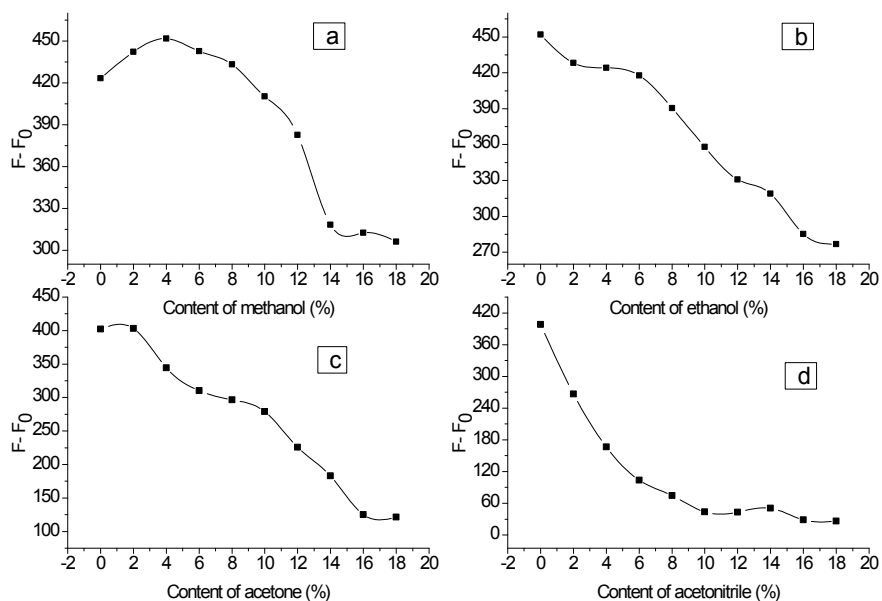 a
450
420
390
360
330
300
F- F0
-2 0 2 4 6 8 10 12 14 16 18 20
Content of methanol (%)
b
450
420
390
360
330
300
270
F- F0
-2 0 2 4 6 8 10 12 14 16 18 20
Content of ethanol (%)
c
450
400
350
300
250
200
150
100
F- F0
-2 0 2 4 6 8 10 12 14 16 18 20
Content of acetone (%)
d
420
360
300
240
180
120
60
0
F- F0
-2 0 2 4 6 8 10 12 14 16 18 20
Content of acetonitrile (%)